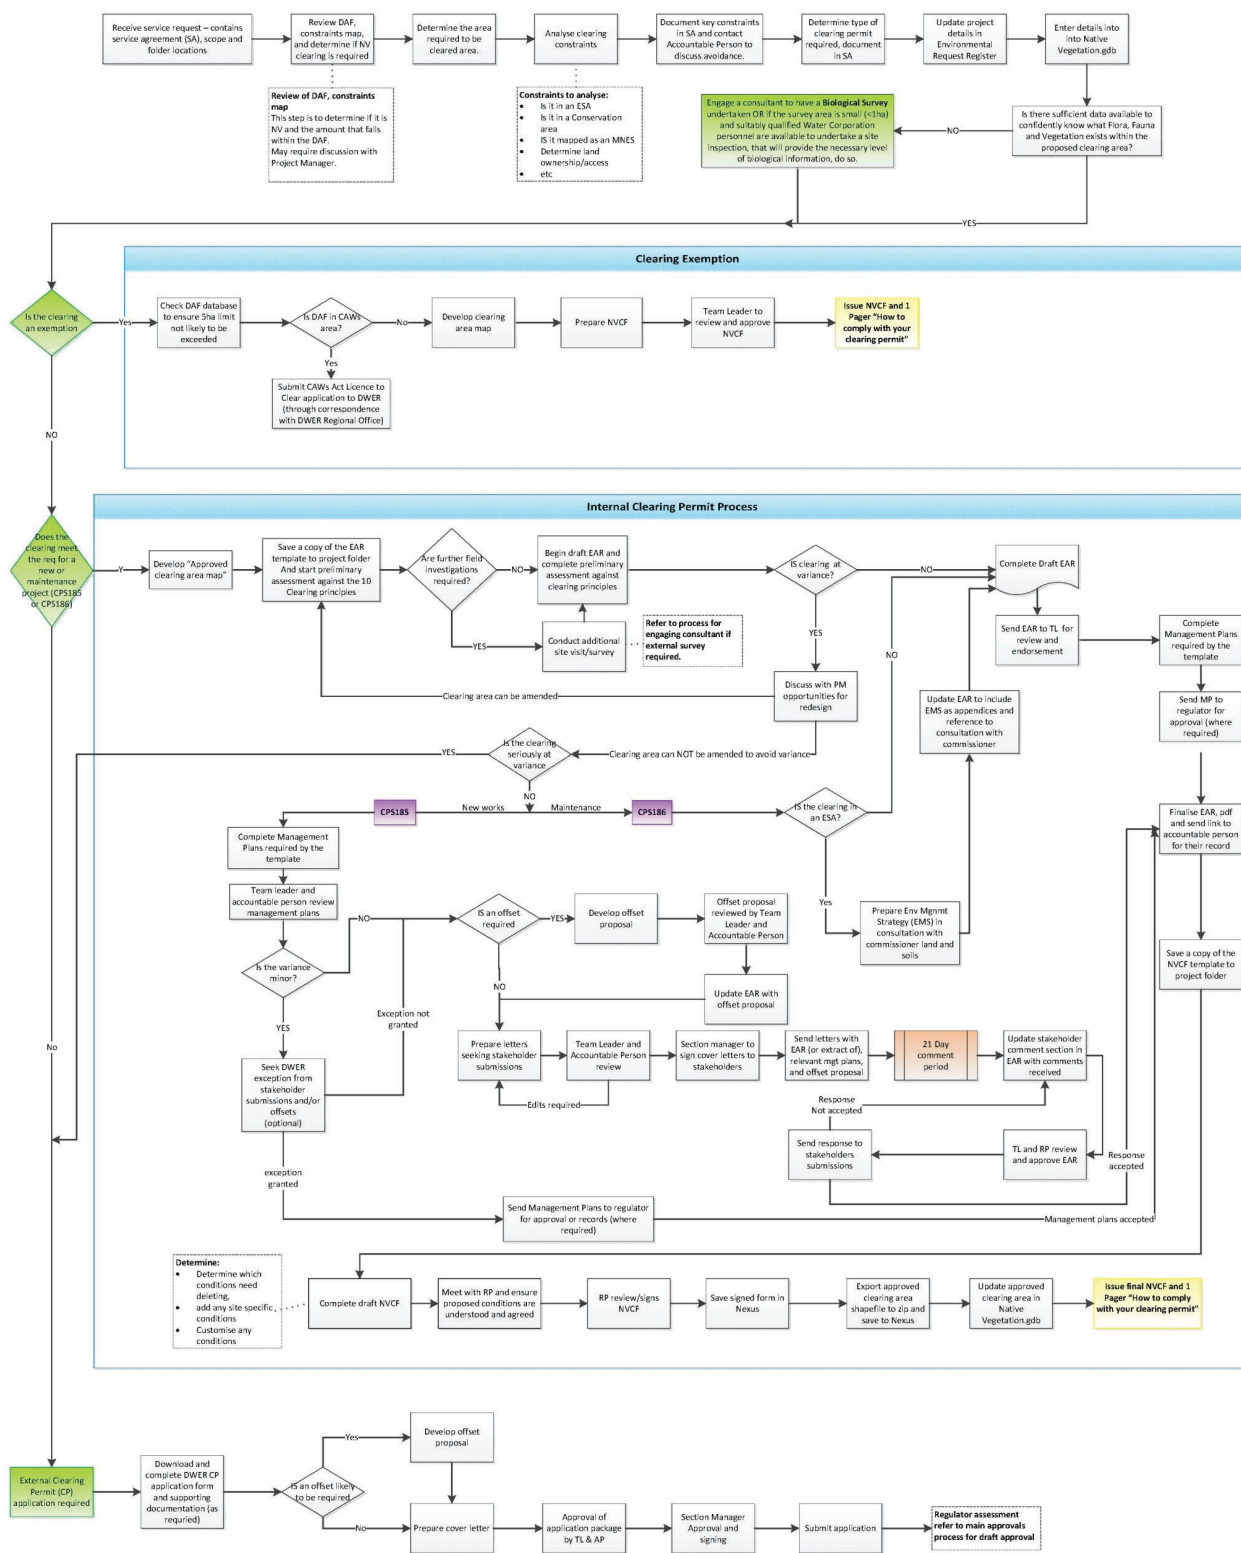 Receive service request – contains
service agreement (SA), scope and
folder locations
Review DAF,
constraints map,
and determine if NV
clearing is required
Determine the area
required to be
cleared area.
Analyse clearing
constraints
Document key constraints
in SA and contact
Accountable Person to
discuss avoidance.
Determine type of
clearing permit
required, document
in SA
Update project
details in
Environmental
Request Register
Enter details into
into Native
Vegetation.gdb
Review of DAF, constraints
map
This step is to determine if it is
NV and the amount that falls
within the DAF.
May require discussion with
Project Manager.
Constraints to analyse:
• Is it in an ESA
• Is it in a Conservation
area
• IS it mapped as an MNES
• Determine land
ownership/access
• etc
Engage a consultant to have a Biological Survey
undertaken OR if the survey area is small (<1ha)
and suitably qualified Water Corporation
personnel are available to undertake a site
inspection, that will provide the necessary level
of biological information, do so.
NO
Is there sufficient data available to
confidently know what Flora, Fauna
and Vegetation exists within the
proposed clearing area?
YES
Clearing Exemption
Is the clearing
an exemption
Yes
Check DAF database
to ensure 5ha limit
not likely to be
exceeded
Is DAF in CAWs
area?
No
Develop clearing
area map
Prepare NVCF
Team Leader to
review and approve
NVCF
Issue NVCF and 1
Pager "How to
comply with your
clearing permit"
Yes
Submit CAWs Act Licence to
Clear application to DWER
(through correspondence
with DWER Regional Office)
NO
Internal Clearing Permit Process
Does the
clearing meet
the req for a
new or
maintenance
project (CPS185
or CPS186)
Y
Develop "Approved
clearing area map"
Save a copy of the EAR
template to project folder
And start preliminary
assessment against the 10
Clearing principles
Are further field
investigations
required?
NO
Begin draft EAR and
complete preliminary
assessment against
clearing principles
IS clearing at
variance?
NO
Complete Draft EAR
YES
Conduct additional
site visit/survey
Refer to process for
engaging consultant if
external survey
required.
YES
NO
Send EAR to TL for
review and
endorsement
Complete
Management Plans
required by the
template
Clearing area can be amended
Discuss with PM
opportunities for
redesign
Update EAR to include
EMS as appendices and
reference to
consultation with
commissioner
Send MP to
regulator for
approval (where
required)
YES
Is the clearing
seriously at
variance
Clearing area can NOT be amended to avoid variance
NO
CPS185
New works
Maintenance
CPS186
IS the clearing in
an ESA?
Finalise EAR, pdf
and send link to
accountable person
for their record
Complete Management
Plans required by the
template
Team leader and
accountable person review
management plans
NO
IS an offset
required
YES
Develop offset
proposal
Offset proposal
reviewed by Team
Leader and
Accountable Person
Yes
Prepare Env Mgnmt
Strategy (EMS) in
consultation with
commissioner land and
soils
Save a copy of the
NVCF template to
project folder
Is the variance
minor?
NO
Update EAR with
offset proposal
YES
Exception not
granted
Prepare letters
seeking stakeholder
submissions
Team Leader and
Accountable Person
review
Section manager to
sign cover letters to
stakeholders
Send letters with
EAR (or extract of),
relevant mgt plans,
and offset proposal
21 Day
comment
period
Update stakeholder
comment section in
EAR with comments
received
Seek DWER
exception from
stakeholder
submissions and/or
offsets
(optional)
Edits required
Response
Not accepted
Send response to
stakeholders
submissions
TL and RP review
and approve EAR
Response
accepted
No
exception
granted
Send Management Plans to regulator
for approval or records (where
required)
Management plans accepted
Determine:
• Determine which
conditions need
deleting,
• add any site specific
conditions
• Customise any
conditions
Complete draft NVCF
Meet with RP and ensure
proposed conditions are
understood and agreed
RP review/signs
NVCF
Save signed form in
Nexus
Export approved
clearing area
shapefile to zip and
save to Nexus
Update approved
clearing area in
Native
Vegetation.gdb
Issue final NVCF and 1
Pager "How to comply
with your clearing permit"
External Clearing
Permit (CP)
application required
Download and
complete DWER CP
application form
and supporting
documentation (as
requried)
IS an offset likely
to be required
Yes
Develop offset
proposal
No
Prepare cover letter
Approval of
application package
by TL & AP
Section Manager
Approval and
signing
Submit application
Regulator assessment
refer to main approvals
process for draft approval